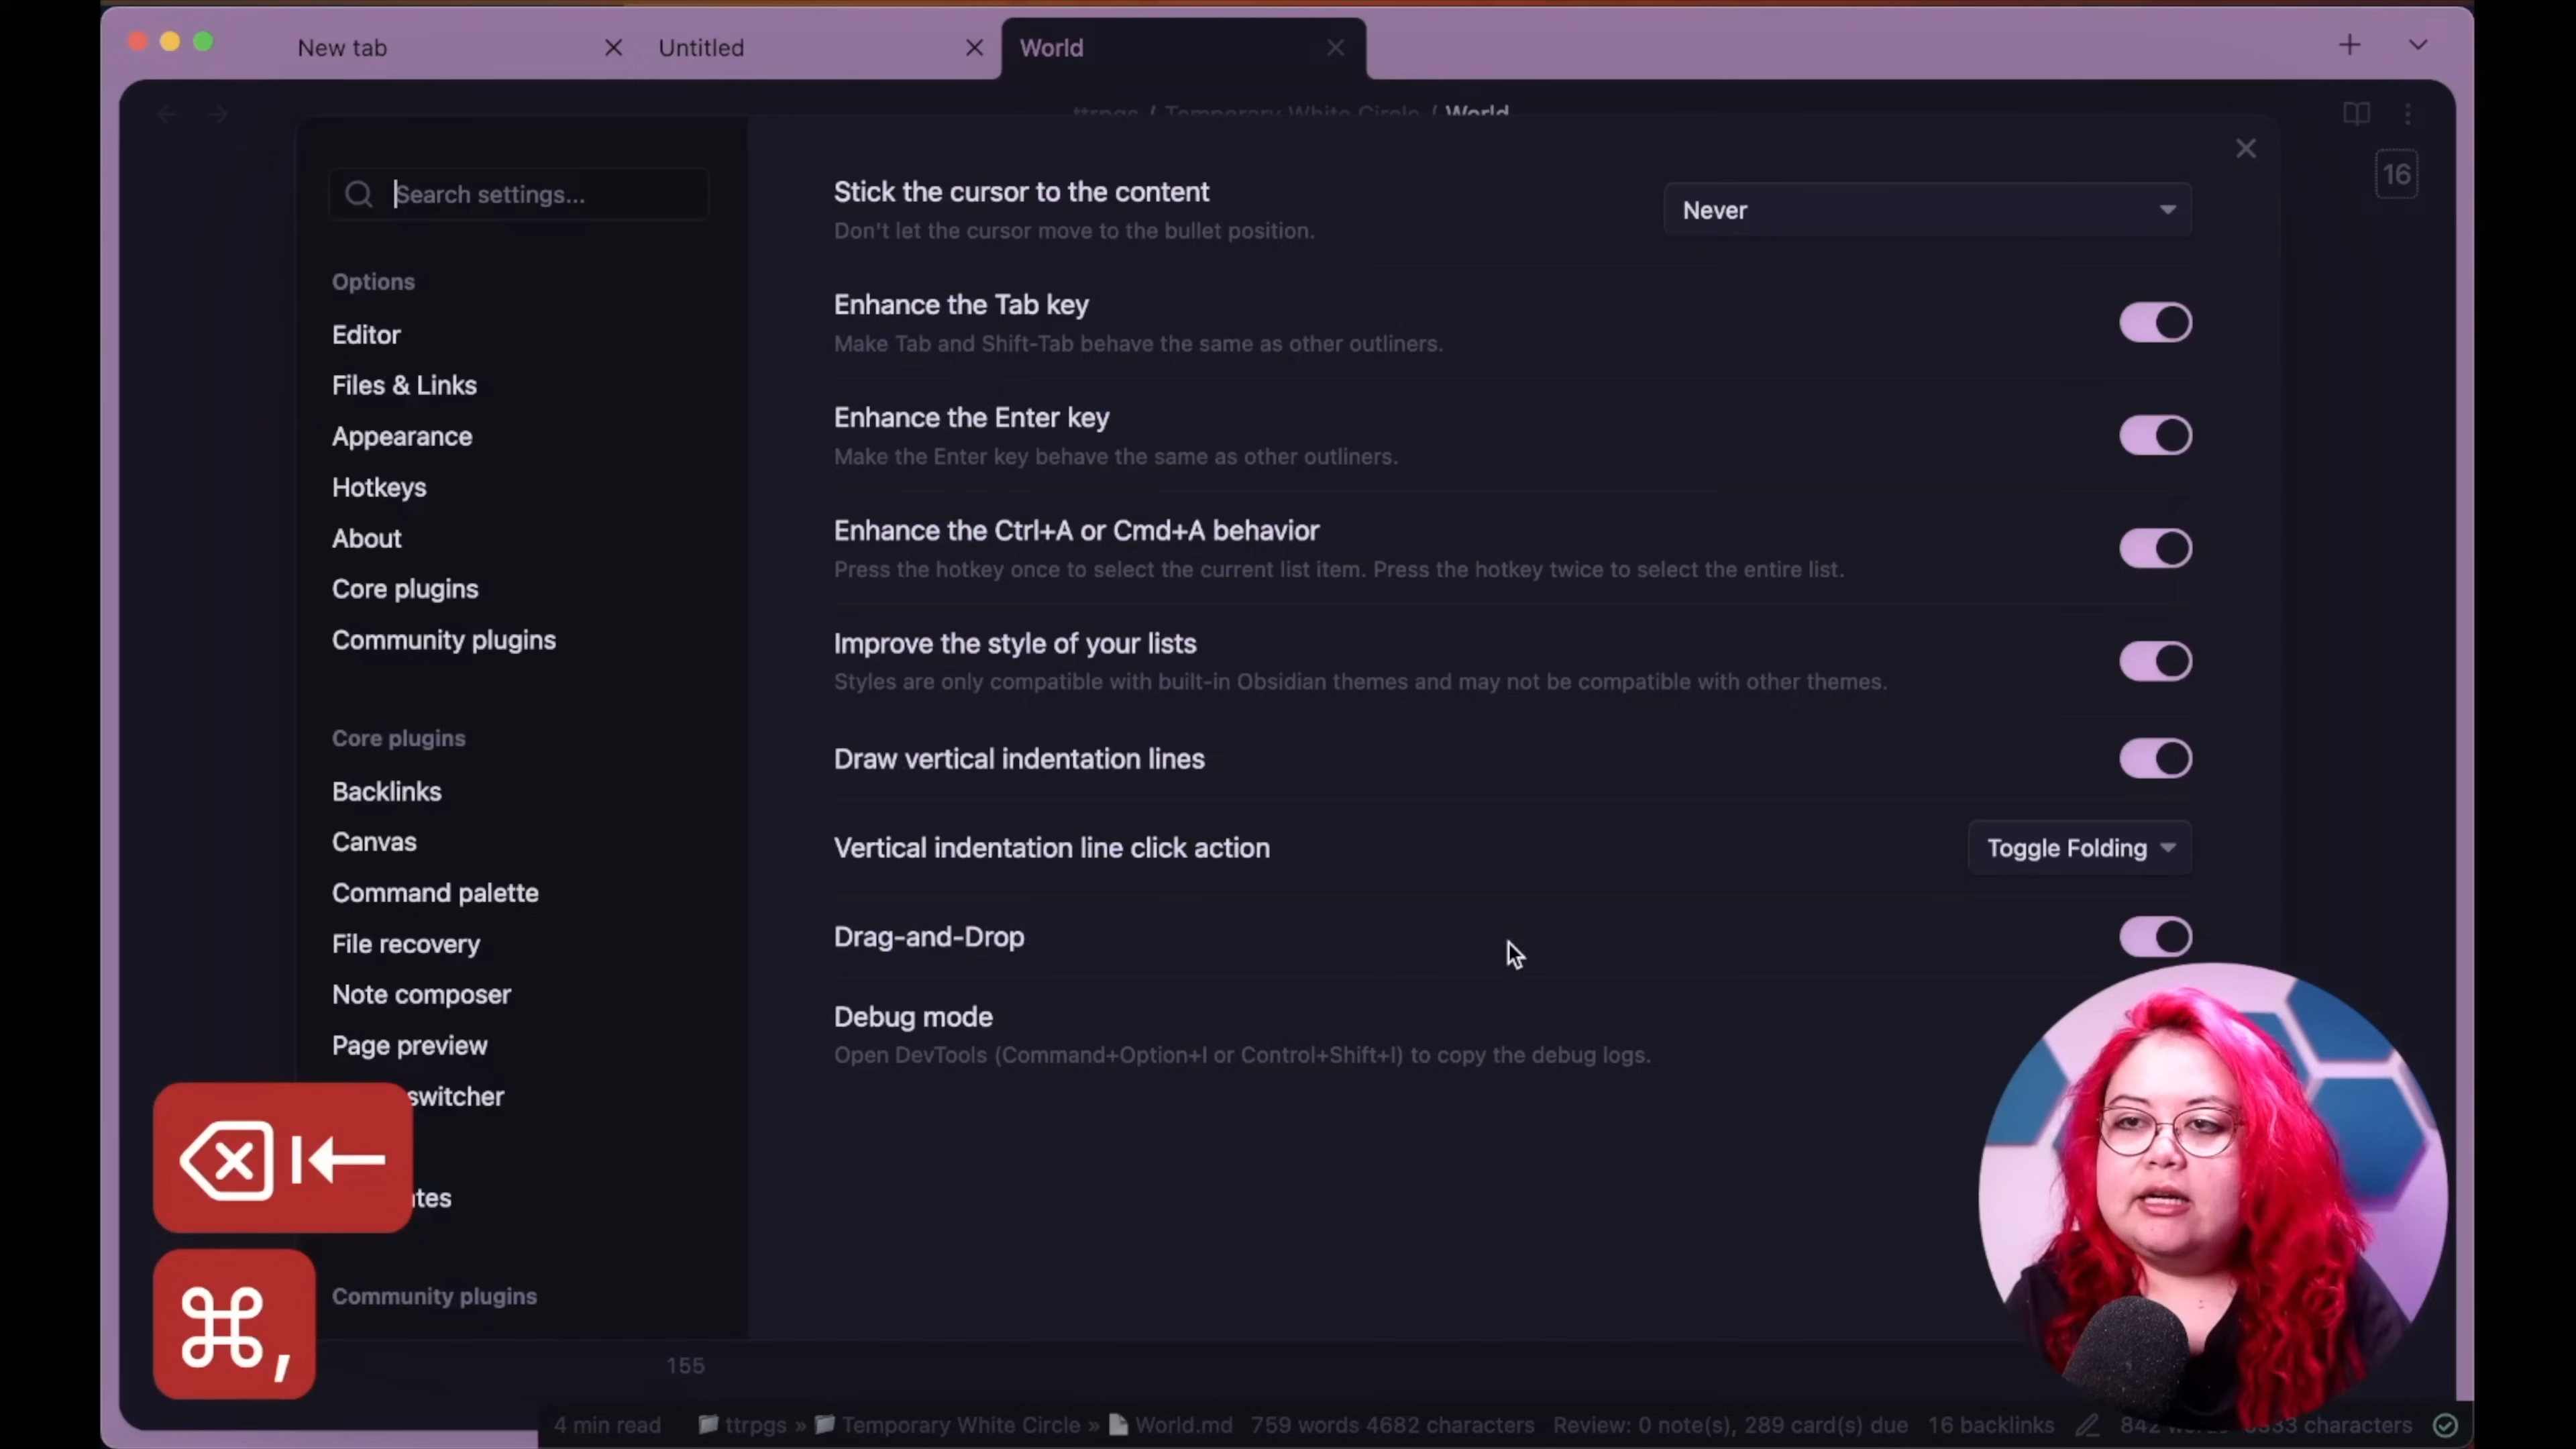 New tab
Untitled
World
ttrpgs / Temporary White Circle / World
16
Search settings...
Options
Editor
Files & Links
Appearance
Hotkeys
About
Core plugins
Community plugins
Core plugins
Backlinks
Canvas
Command palette
File recovery
Note composer
Page preview
switcher
Community plugins
Stick the cursor to the content
Don't let the cursor move to the bullet position.
Never
Enhance the Tab key
Make Tab and Shift-Tab behave the same as other outliners.
Enhance the Enter key
Make the Enter key behave the same as other outliners.
Enhance the Ctrl+A or Cmd+A behavior
Press the hotkey once to select the current list item. Press the hotkey twice to select the entire list.
Improve the style of your lists
Styles are only compatible with built-in Obsidian themes and may not be compatible with other themes.
Draw vertical indentation lines
Vertical indentation line click action
Toggle Folding
Drag-and-Drop
Debug mode
Open DevTools (Command+Option+I or Control+Shift+I) to copy the debug logs.
⌘,
155
4 min read ttrpgs » Temporary White Circle » World.md 759 words 4682 characters Review: 0 note(s), 289 card(s) due 16 backlinks characters